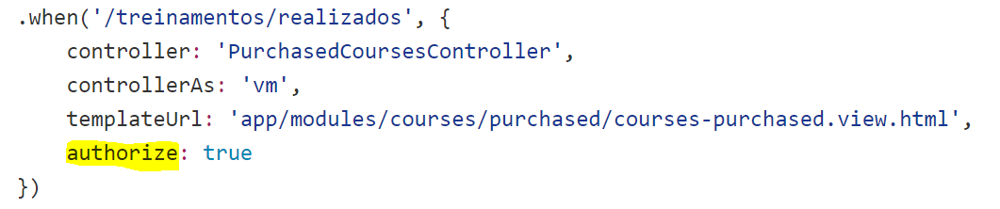 .when('/treinamentos/realizados', {
controller: 'PurchasedCoursesController',
controllerAs: 'vm',
templateUrl: 'app/modules/courses/purchased/courses-purchased.view.html',
authorize: true
})